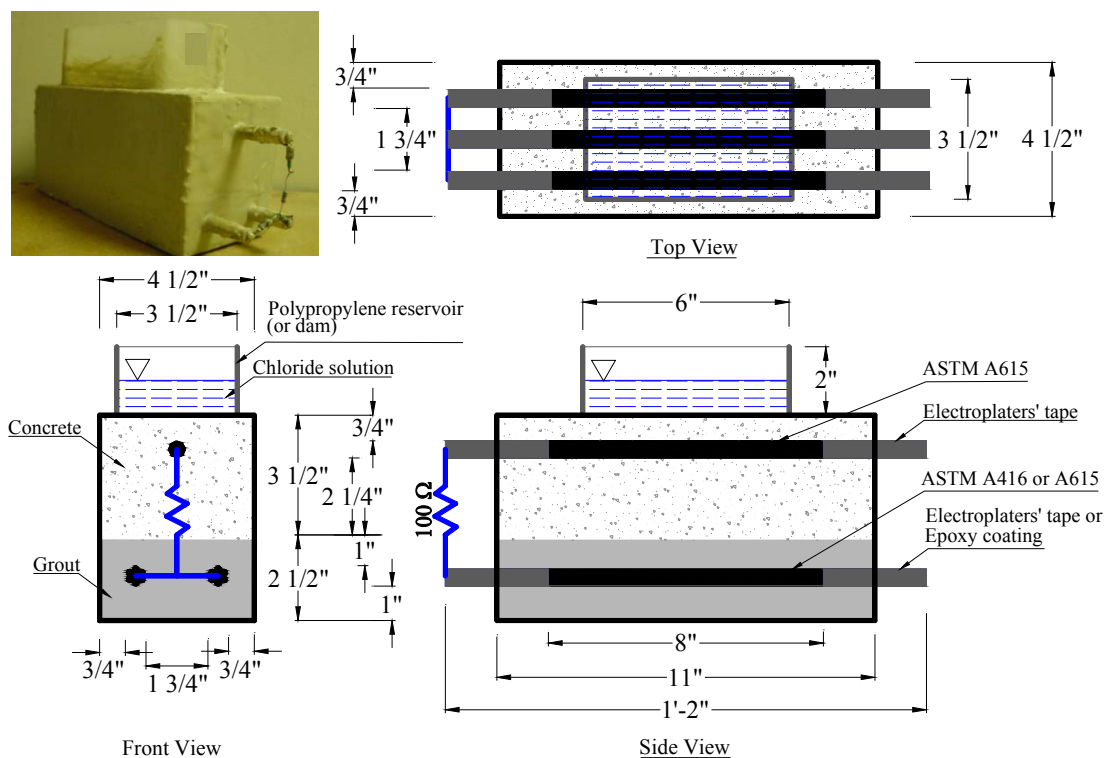 3/4"
1 3/4"
3/4"
3 1/2"
4 1/2"
Top View
4 1/2"
3 1/2"
Polypropylene reservoir
(or dam)
Chloride solution
Concrete
Grout
3/4"
3 1/2"
2 1/4"
1"
2 1/2"
1"
3/4"
1 3/4"
3/4"
Front View
6"
2"
ASTM A615
Electroplaters' tape
ASTM A416 or A615
Electroplaters' tape or
Epoxy coating
100 Ω
8"
11"
1'-2"
Side View